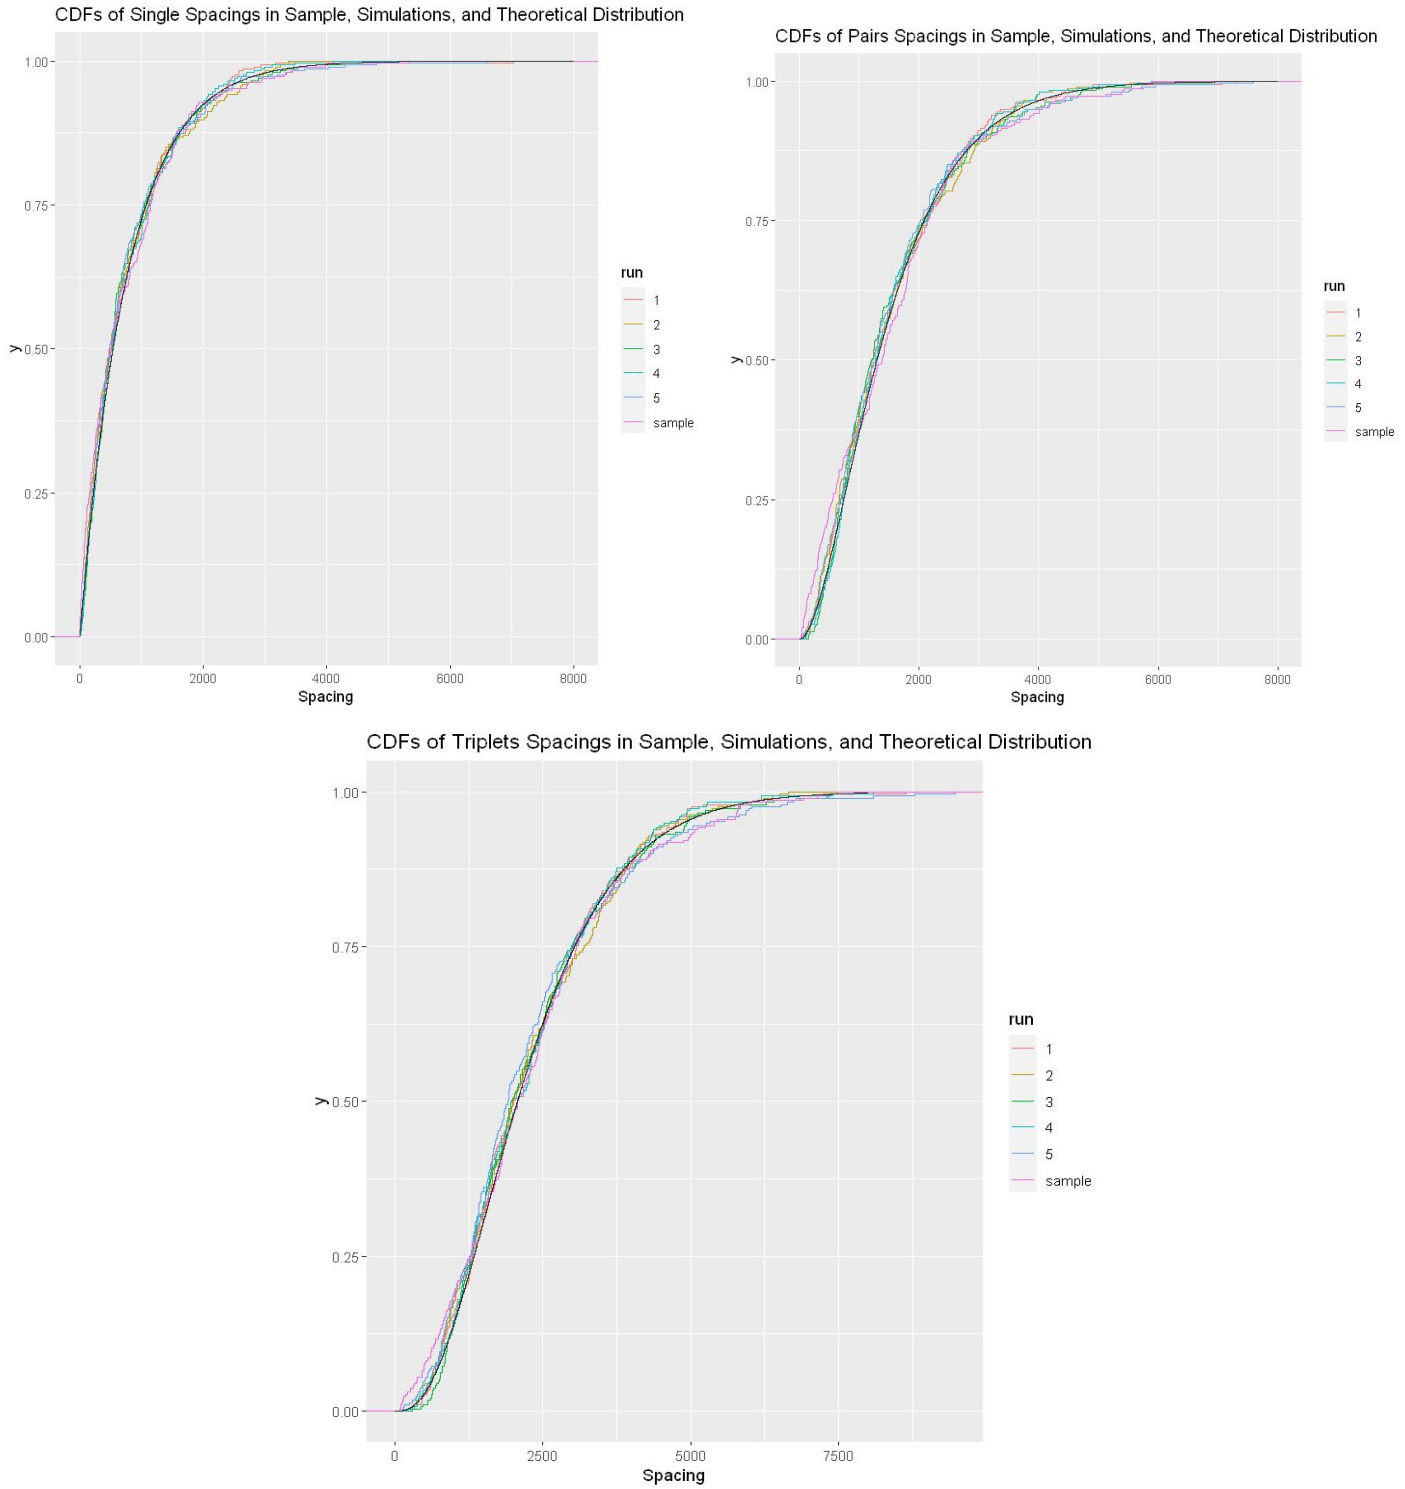 CDFs of Single Spacings in Sample, Simulations, and Theoretical Distribution
1.00
0.75
0.50
0.25
0.00
y
0
2000
4000
6000
8000
Spacing
run
1
2
3
4
5
sample
CDFs of Pairs Spacings in Sample, Simulations, and Theoretical Distribution
1.00
0.75
0.50
0.25
0.00
y
0
2000
4000
6000
8000
Spacing
run
1
2
3
4
5
sample
CDFs of Triplets Spacings in Sample, Simulations, and Theoretical Distribution
1.00
0.75
0.50
0.25
0.00
y
0
2500
5000
7500
Spacing
run
1
2
3
4
5
sample